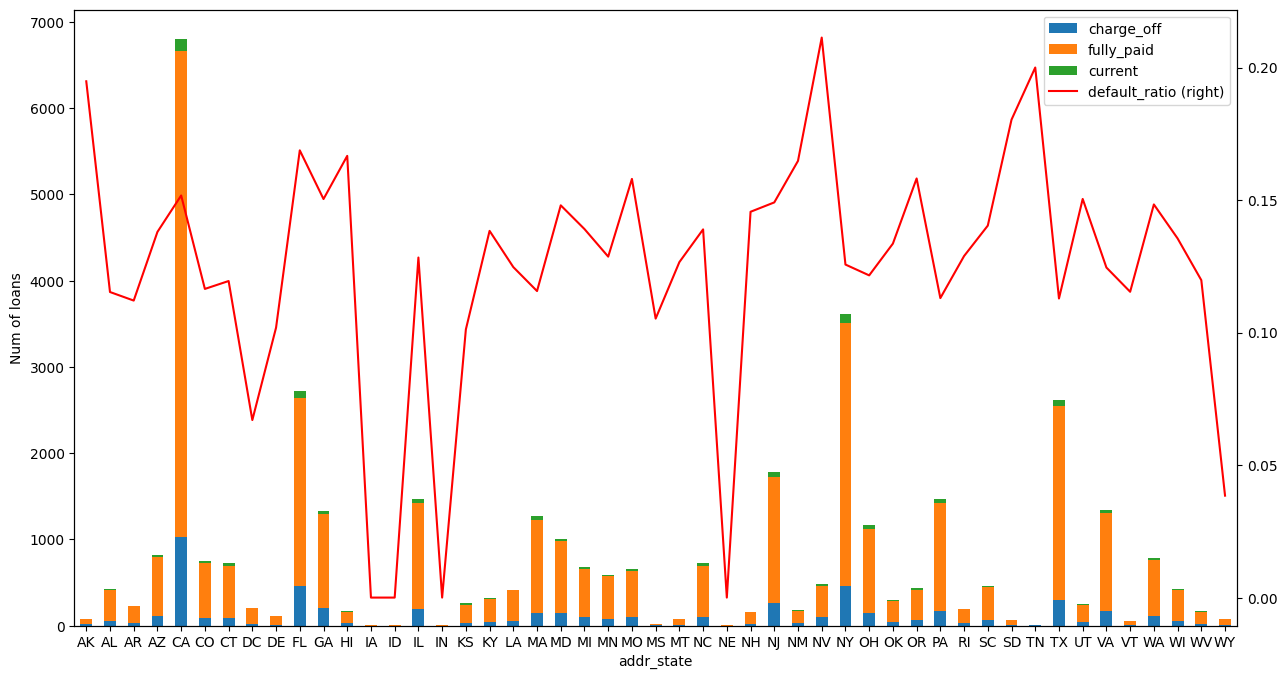 7000
6000
5000
4000
3000
2000
1000
0
Num of loans
charge_off
fully_paid
current
default_ratio (right)
0.20
0.15
0.10
0.05
0.00
AK AL AR AZ CA CO CT DC DE FL GA HI IA ID IL IN KS KY LA MA MD MI MN MO MS MT NC NE NH NJ NM NV NY OH OK OR PA RI SC SD TN TX UT VA VT WA WI WV WY
addr_state